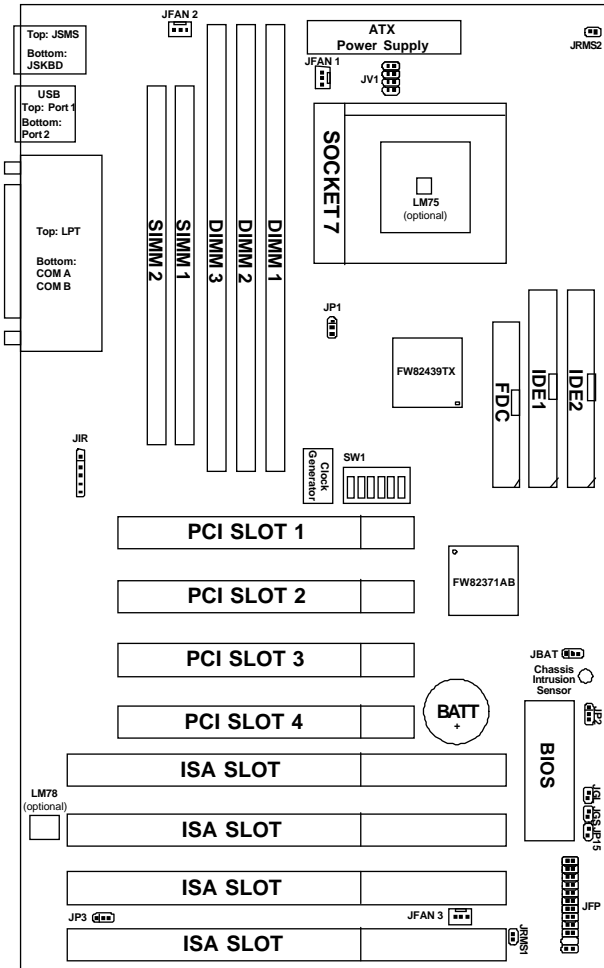 JFAN 2
Top: JSMS
Bottom:
JSKBD
ATX
Power Supply
JRMS2
JFAN 1
JV1
USB
Top: Port 1
Bottom:
Port 2
SOCKET 7
LM75
(optional)
Top: LPT
Bottom:
COM A
COM B
SIMM 2
SIMM 1
DIMM 3
DIMM 2
DIMM 1
JP1
FW82439TX
FDC
IDE1
IDE2
JIR
Clock
Generator
SW1
PCI SLOT 1
FW82371AB
PCI SLOT 2
PCI SLOT 3
JBAT
Chassis
Intrusion
Sensor
PCI SLOT 4
BATT
+
JP2
BIOS
ISA SLOT
LM78
(optional)
JGL
JGS
JP15
ISA SLOT
ISA SLOT
JFP
JP3
JFAN 3
JRMS1
ISA SLOT